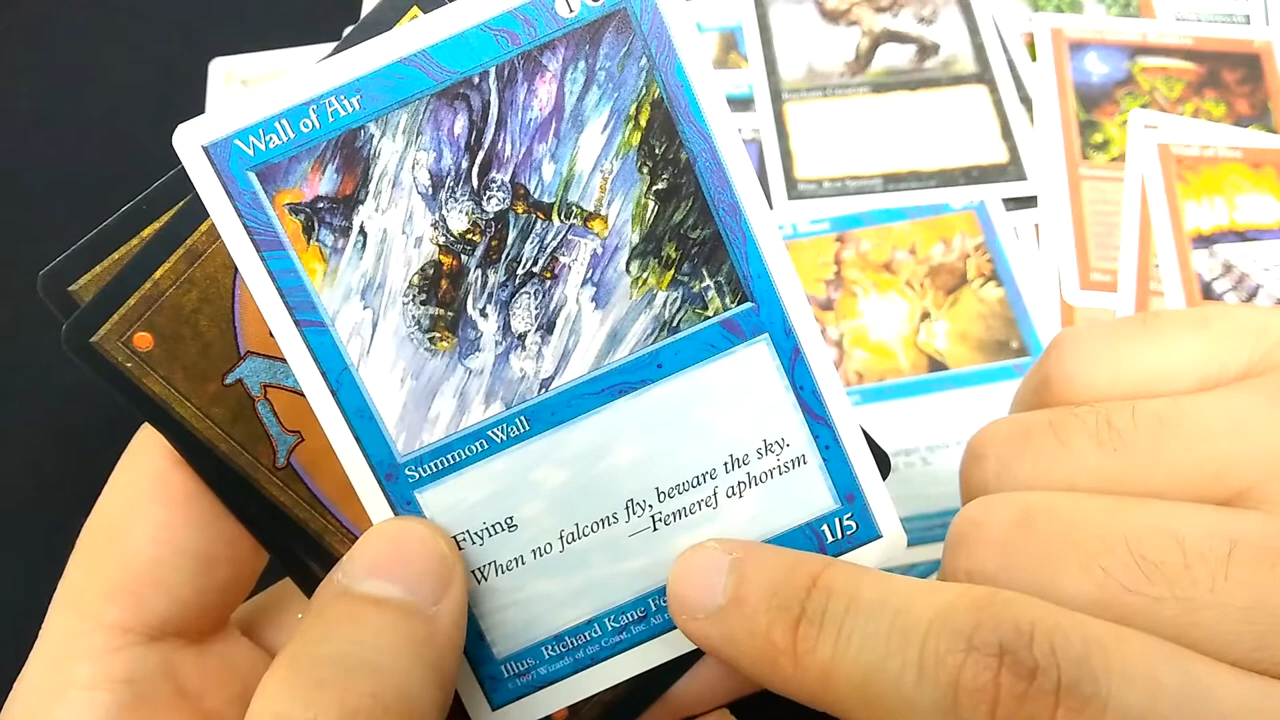 Wall of Air
Summon Wall
Flying
When no falcons fly, beware the sky.
—Femeref aphorism
1/5
Illus. Richard Kane
© 1997 Wizards of the Coast, Inc. All